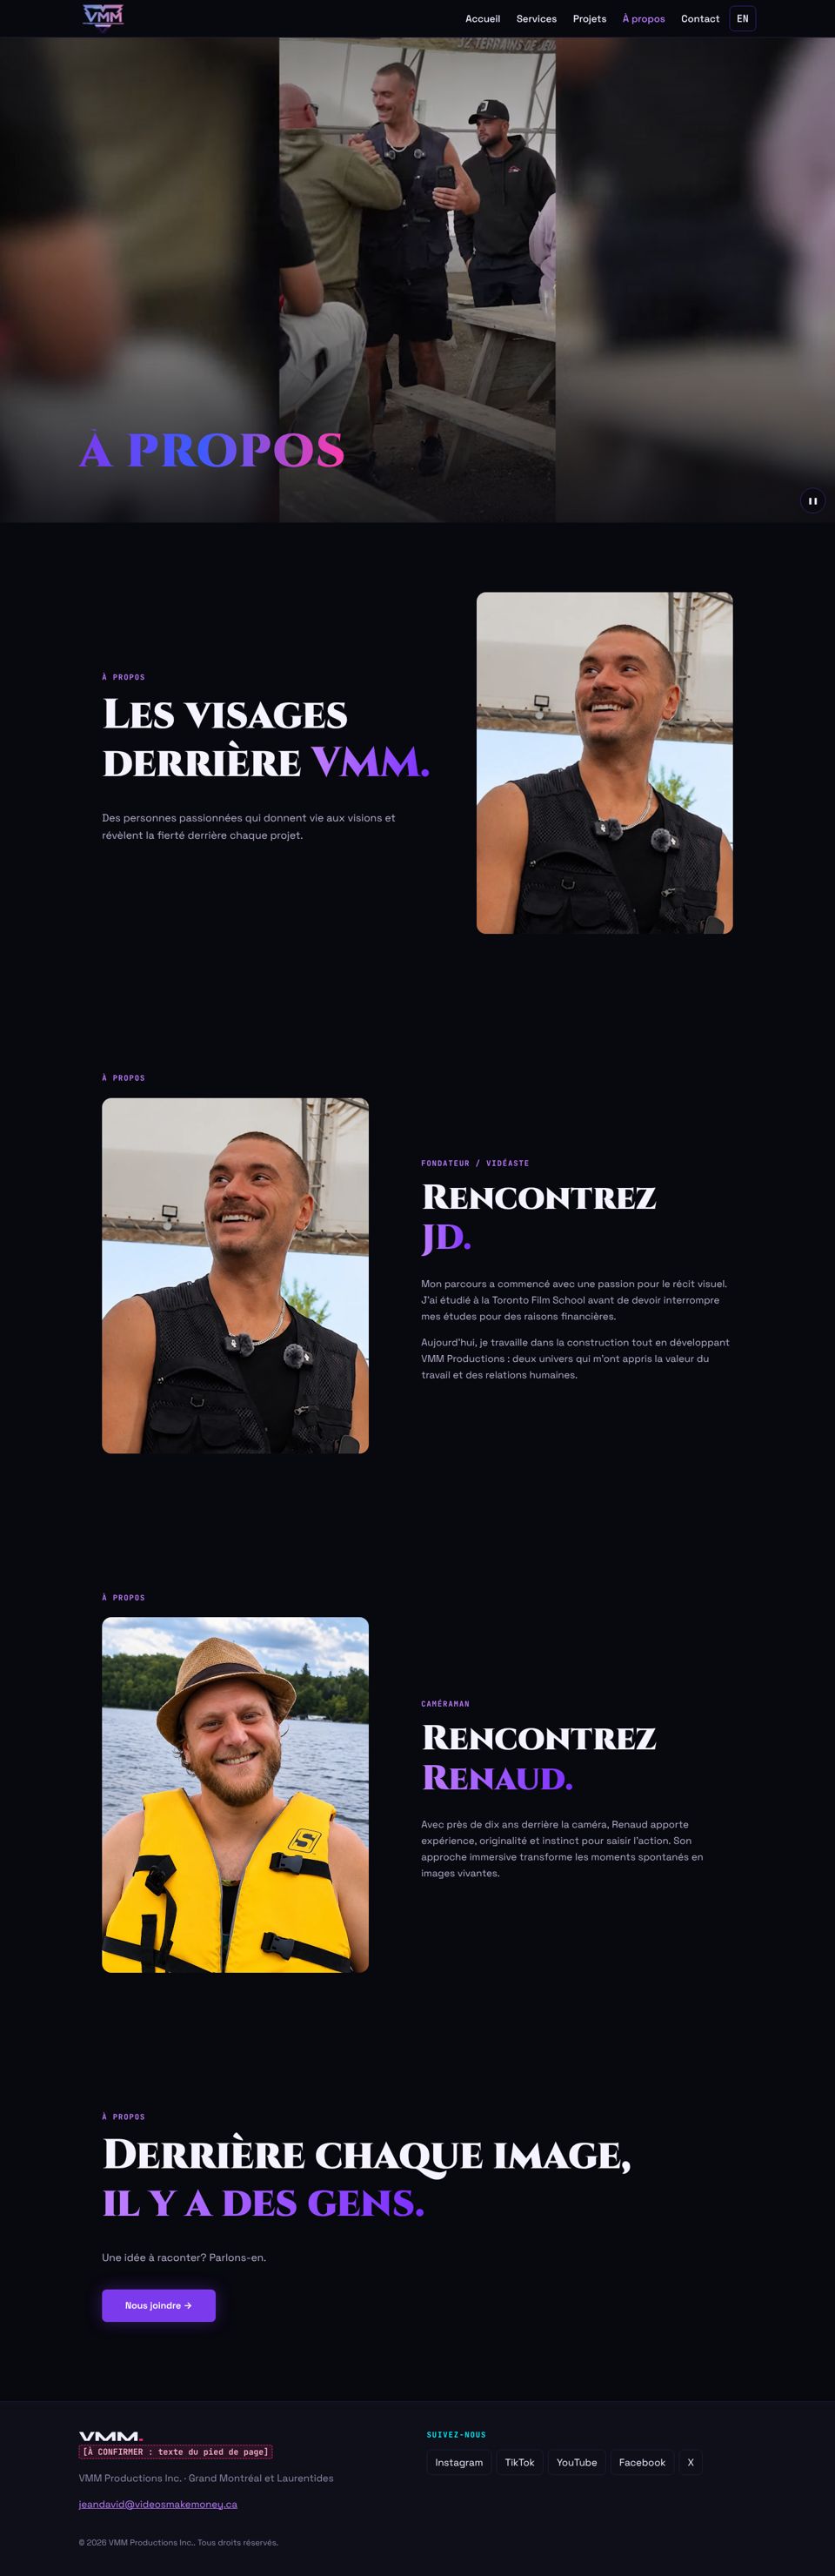 VMM
Accueil Services Projets À propos Contact EN
52 TERRAINS DE JEU
À PROPOS
À PROPOS
LES VISAGES
DERRIÈRE VMM.
Des personnes passionnées qui donnent vie aux visions et
révèlent la fierté derrière chaque projet.
À PROPOS
FONDATEUR / VIDÉASTE
RENCONTREZ
JD.
Mon parcours a commencé avec une passion pour le récit visuel.
J'ai étudié à la Toronto Film School avant de devoir interrompre
mes études pour des raisons financières.
Aujourd'hui, je travaille dans la construction tout en développant
VMM Productions : deux univers qui m'ont appris la valeur du
travail et des relations humaines.
À PROPOS
CAMÉRAMAN
RENCONTREZ
RENAUD.
Avec près de dix ans derrière la caméra, Renaud apporte
expérience, originalité et instinct pour saisir l'action. Son
approche immersive transforme les moments spontanés en
images vivantes.
À PROPOS
DERRIÈRE CHAQUE IMAGE,
IL Y A DES GENS.
Une idée à raconter? Parlons-en.
Nous joindre →
VMM.
[À CONFIRMER : texte du pied de page]
VMM Productions Inc. · Grand Montréal et Laurentides
jeandavid@videosmakemoney.ca
© 2026 VMM Productions Inc.. Tous droits réservés.
SUIVEZ-NOUS
Instagram TikTok YouTube Facebook X